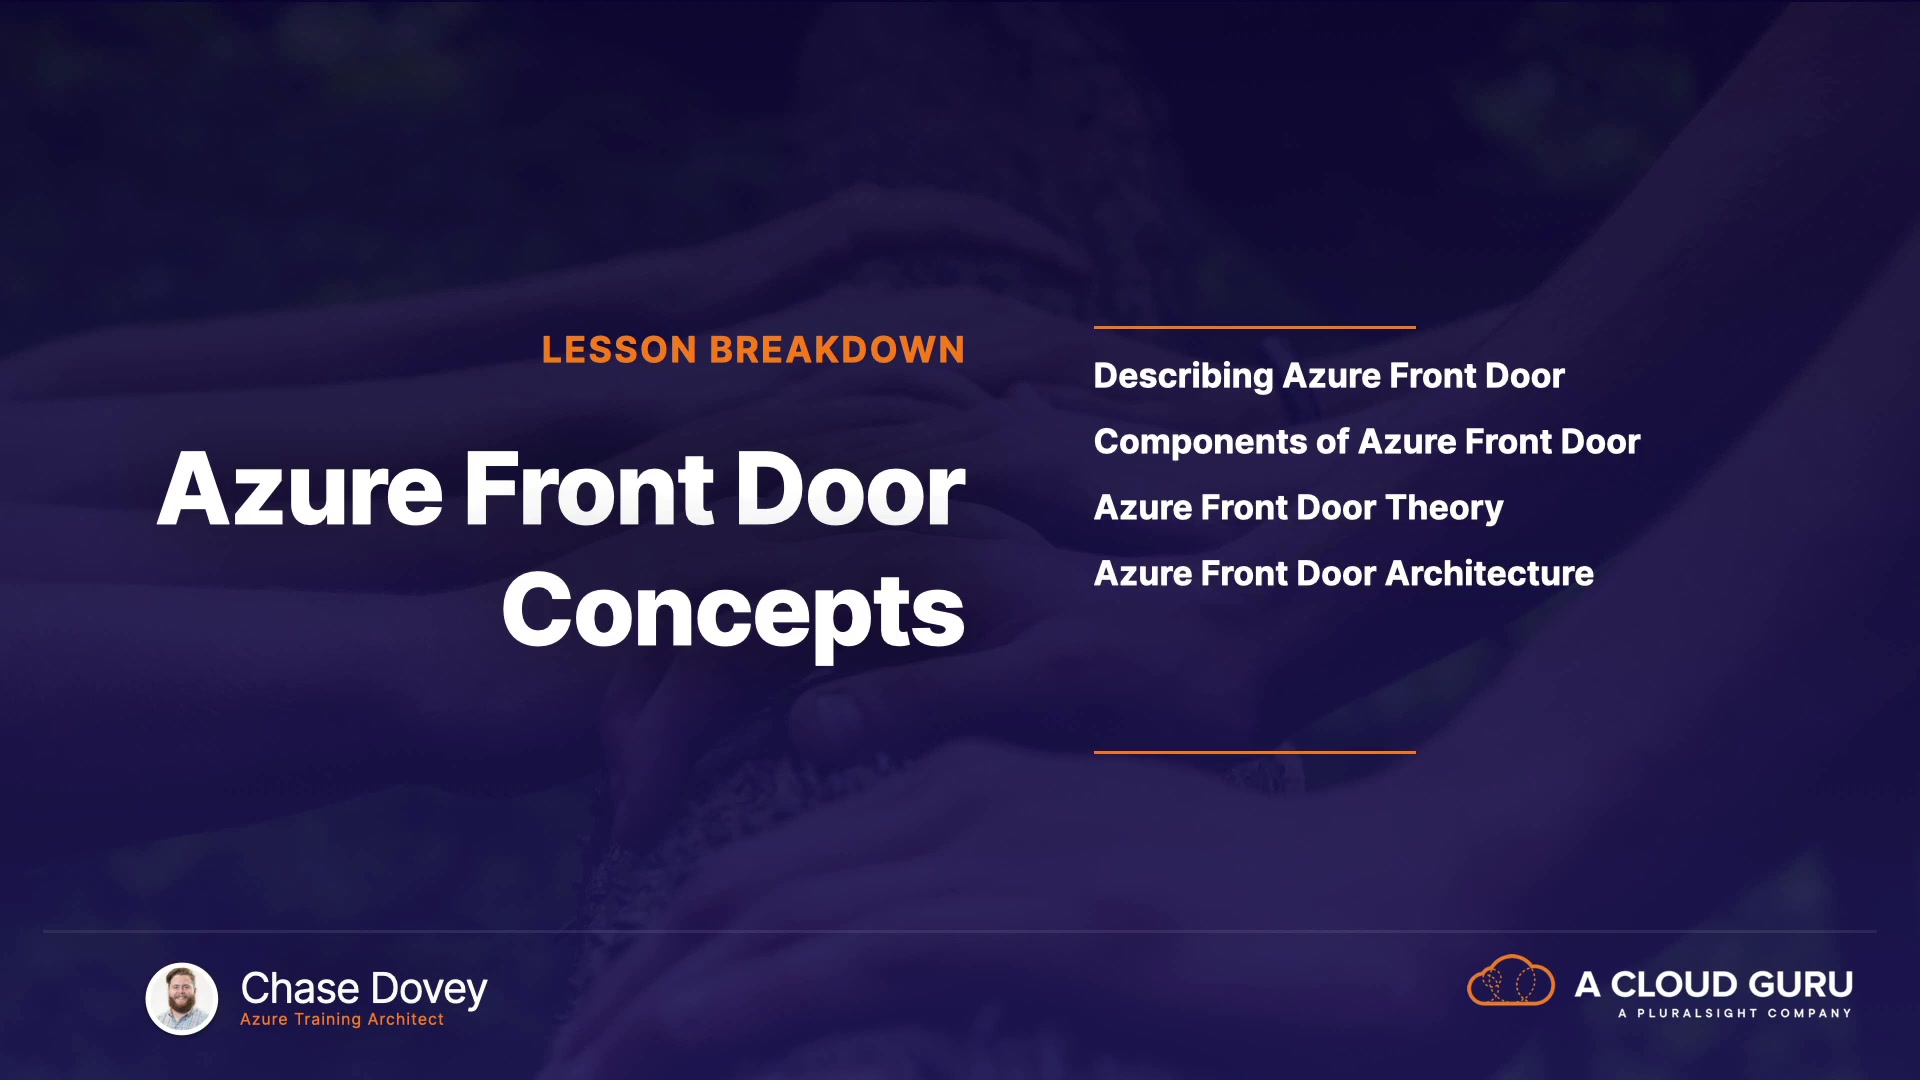 LESSON BREAKDOWN
Azure Front Door
Concepts
Describing Azure Front Door
Components of Azure Front Door
Azure Front Door Theory
Azure Front Door Architecture
Chase Dovey
Azure Training Architect
A CLOUD GURU
A PLURALSIGHT COMPANY